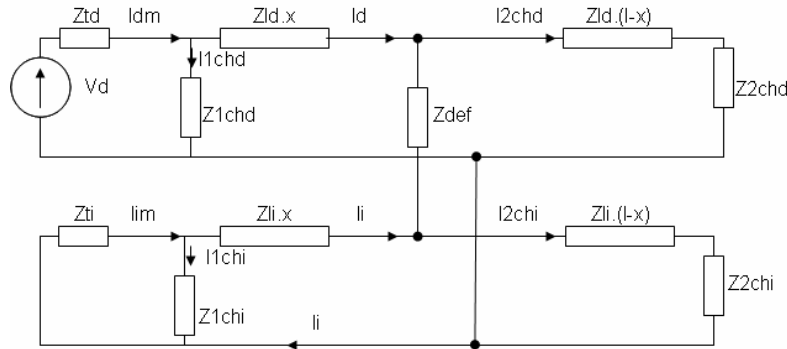 Ztd Idm Zld.x Id I2chd Zld.(l-x)
I1chd
Vd Z1chd Zdef Z2chd
Zti Iim Zli.x Ii I2chi Zli.(l-x)
I1chi
Z1chi Z2chi
Ii